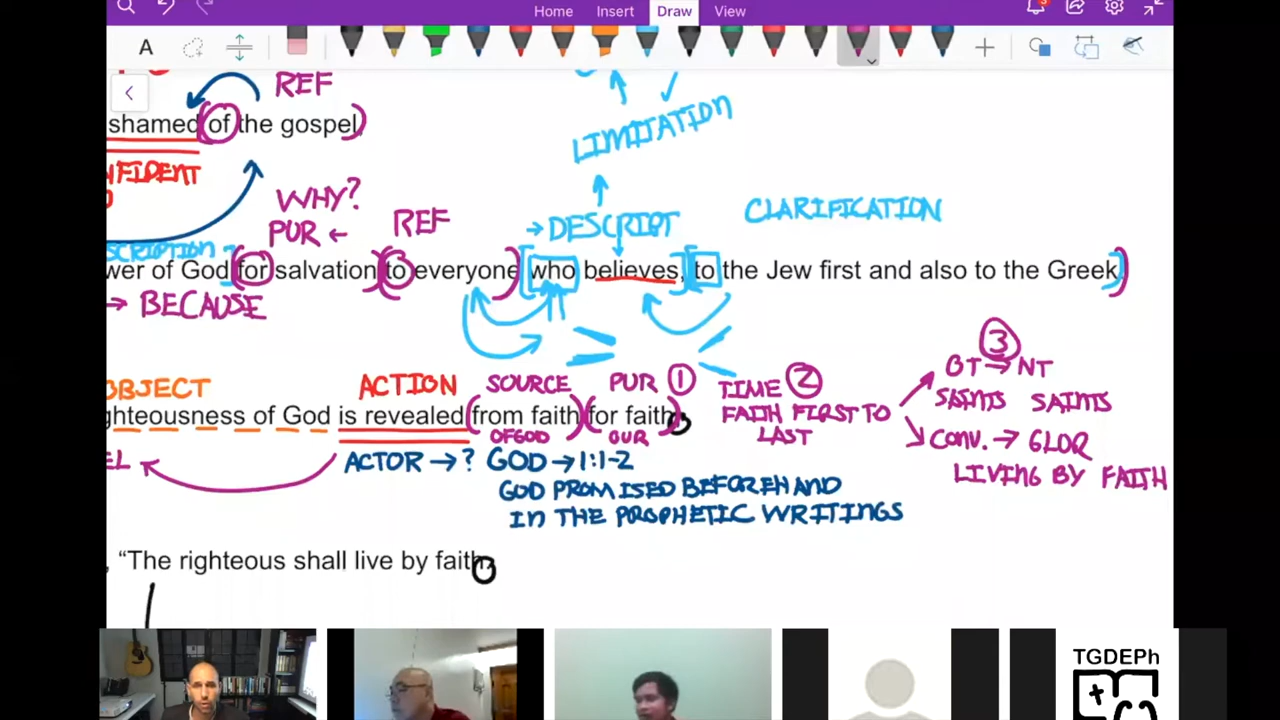 Home Insert Draw View
A
REF
shamed of the gospel)
LIMITATION
WHY?
PUR ←
REF
→ DESCRIPT
CLARIFICATION
wer of God (for salvation) (to everyone) [who believes,] [to the Jew first and also to the Greek])
→ BECAUSE
OBJECT
ACTION
SOURCE
PUR ①
TIME ②
③
OT → NT
SAINTS SAINTS
ghteousness of God is revealed (from faith) (for faith)
OF GOD
OUR
FAITH FIRST TO
LAST
CONV. → GLOR
LIVING BY FAITH
ACTOR → ? GOD → 1:1-2
GOD PROMISED BEFOREHAND
IN THE PROPHETIC WRITINGS
, “The righteous shall live by faith
TGDEPh